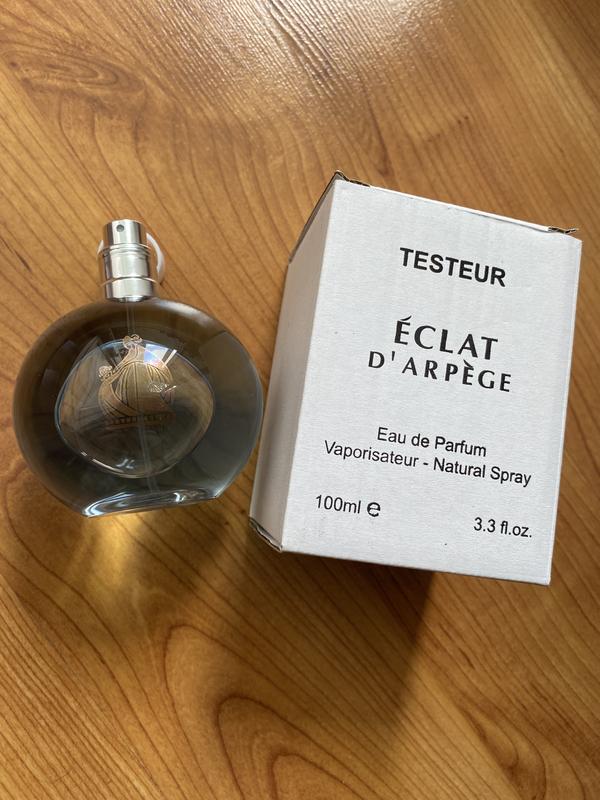 TESTEUR
ÉCLAT
D'ARPÈGE
Eau de Parfum
Vaporisateur - Natural Spray
100ml ℮
3.3 fl.oz.